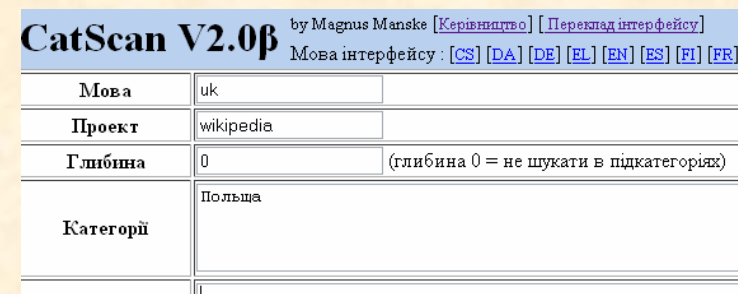 CatScan V2.0β by Magnus Manske [Керівництво] [ Переклад інтерфейсу]
Мова інтерфейсу : [CS] [DA] [DE] [EL] [EN] [ES] [FI] [FR]
Мова uk
Проект wikipedia
Глибина 0 (глибина 0 = не шукати в підкатегоріях)
Категорії Польща